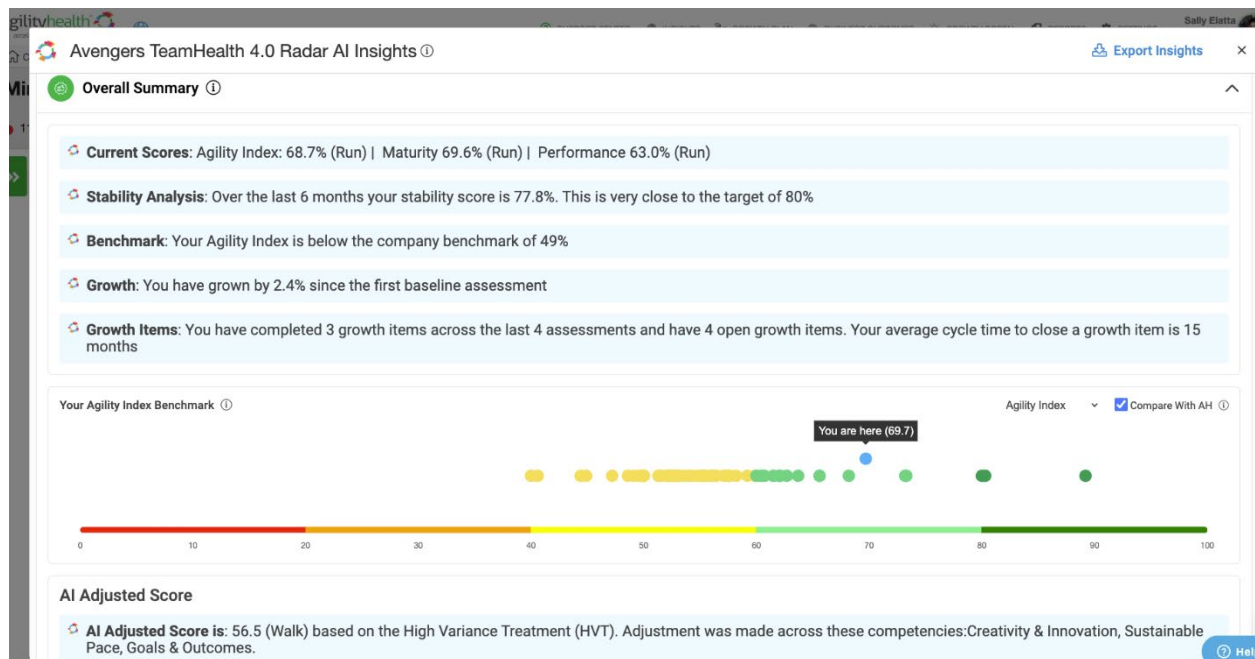 gilityhealth
Sally Elatta
Avengers TeamHealth 4.0 Radar AI Insights
Export Insights
Overall Summary
Current Scores: Agility Index: 68.7% (Run) | Maturity 69.6% (Run) | Performance 63.0% (Run)
Stability Analysis: Over the last 6 months your stability score is 77.8%. This is very close to the target of 80%
Benchmark: Your Agility Index is below the company benchmark of 49%
Growth: You have grown by 2.4% since the first baseline assessment
Growth Items: You have completed 3 growth items across the last 4 assessments and have 4 open growth items. Your average cycle time to close a growth item is 15
months
Your Agility Index Benchmark
Agility Index
Compare With AH
You are here (69.7)
0 10 20 30 40 50 60 70 80 90 100
AI Adjusted Score
AI Adjusted Score is: 56.5 (Walk) based on the High Variance Treatment (HVT). Adjustment was made across these competencies:Creativity & Innovation, Sustainable
Pace, Goals & Outcomes.
Hel